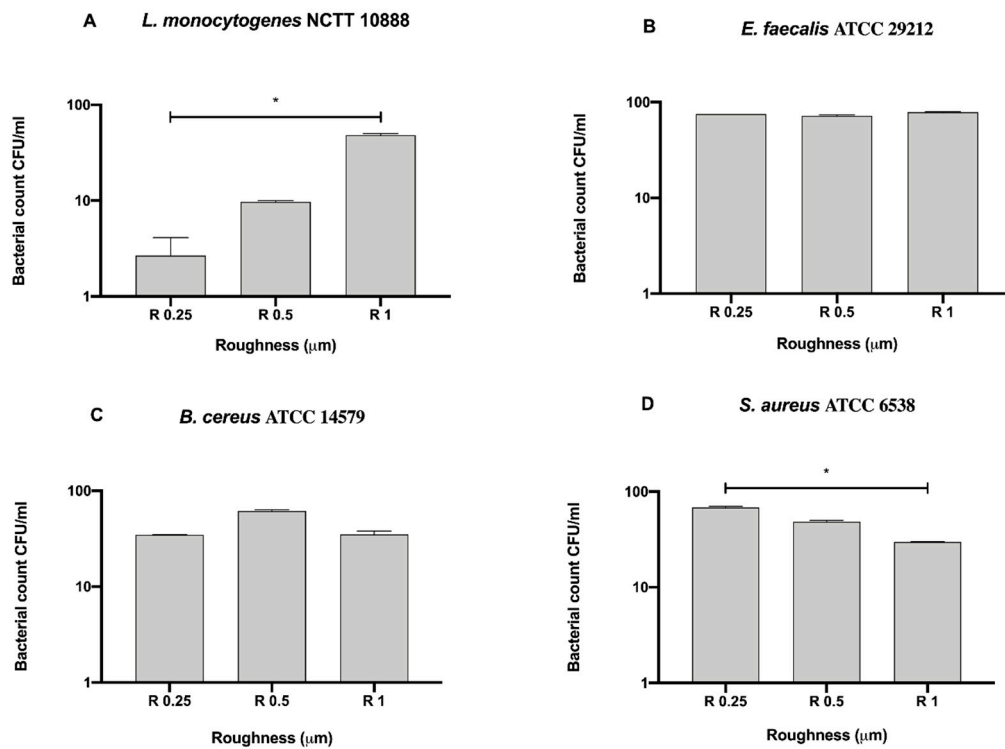 A
L. monocytogenes NCTT 10888
Bacterial count CFU/ml
100
10
1
*
R 0.25 R 0.5 R 1
Roughness (μm)
B
E. faecalis ATCC 29212
Bacterial count CFU/ml
100
10
1
R 0.25 R 0.5 R 1
Roughness (μm)
C
B. cereus ATCC 14579
Bacterial count CFU/ml
100
10
1
R 0.25 R 0.5 R 1
Roughness (μm)
D
S. aureus ATCC 6538
Bacterial count CFU/ml
100
10
1
*
R 0.25 R 0.5 R 1
Roughness (μm)